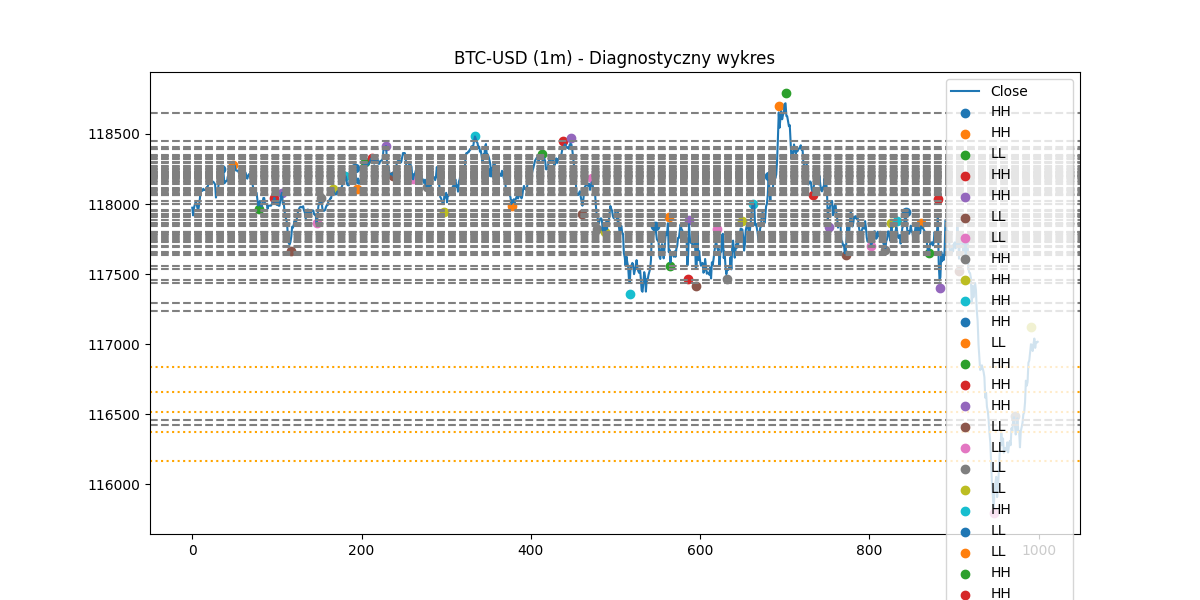 BTC-USD (1m) - Diagnostyczny wykres
118500
118000
117500
117000
116500
116000
0
200
400
600
800
1000
Close
HH
HH
LL
HH
HH
LL
LL
HH
HH
HH
HH
LL
HH
HH
HH
LL
LL
LL
LL
HH
LL
LL
HH
HH